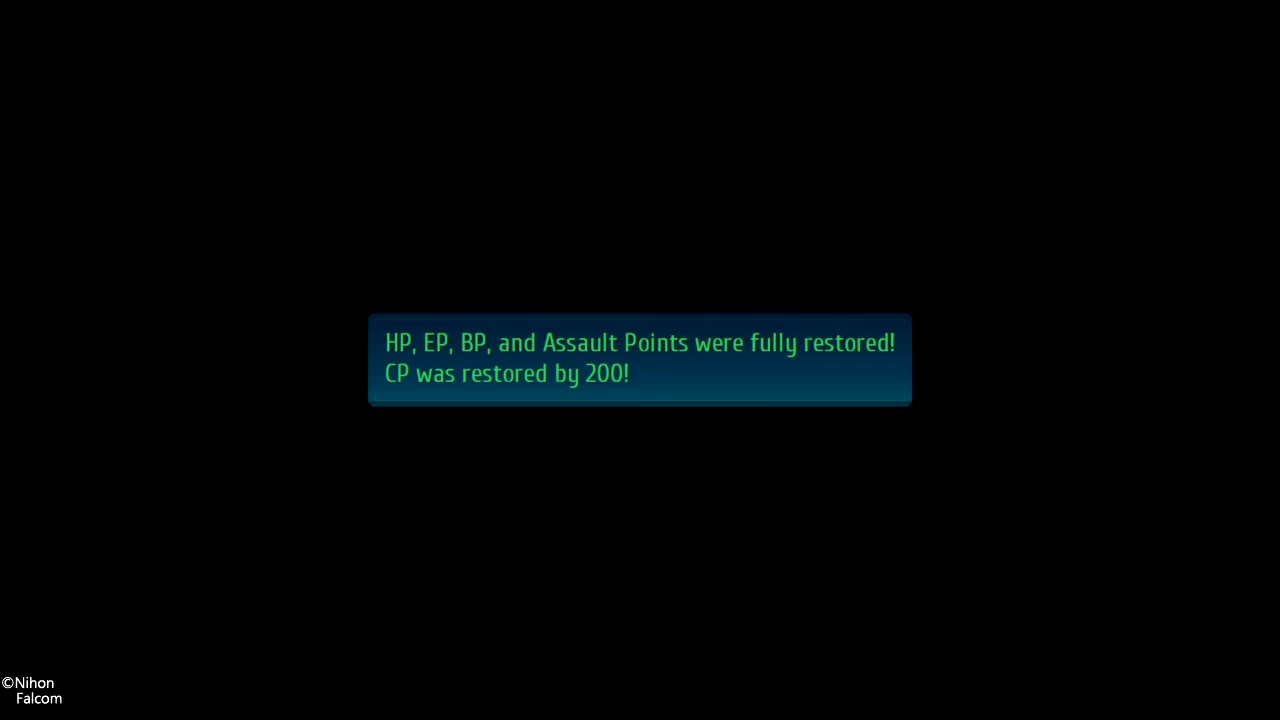 HP, EP, BP, and Assault Points were fully restored!
CP was restored by 200!
©Nihon
Falcom